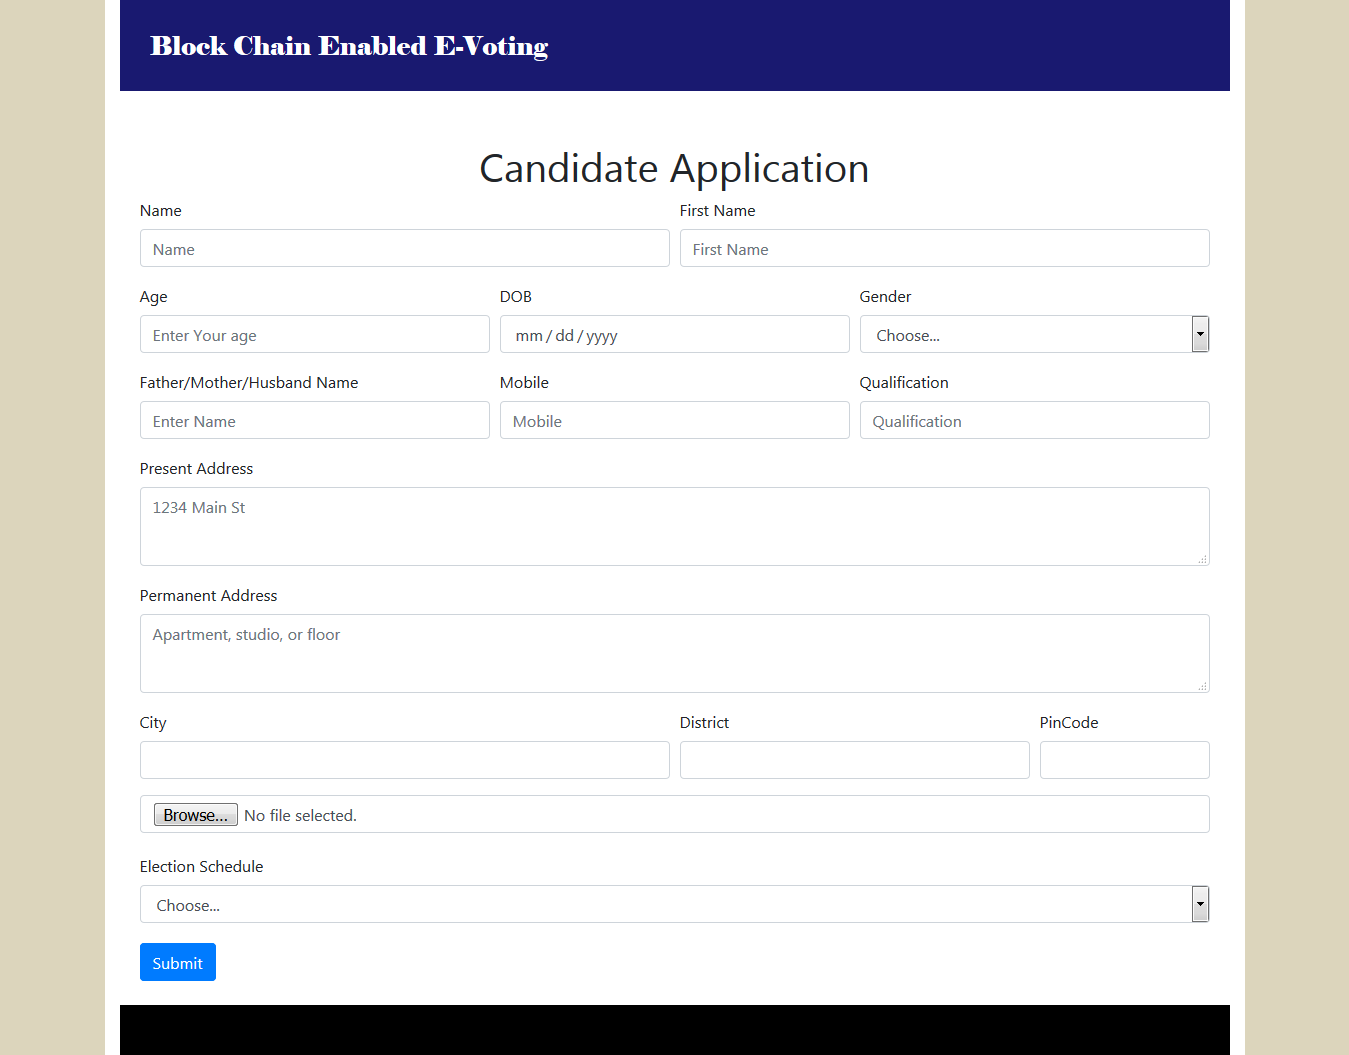 Block Chain Enabled E-Voting
Candidate Application
Name First Name
Name First Name
Age DOB Gender
Enter Your age mm / dd / yyyy Choose...
Father/Mother/Husband Name Mobile Qualification
Enter Name Mobile Qualification
Present Address
1234 Main St
Permanent Address
Apartment, studio, or floor
City District PinCode
Browse... No file selected.
Election Schedule
Choose...
Submit